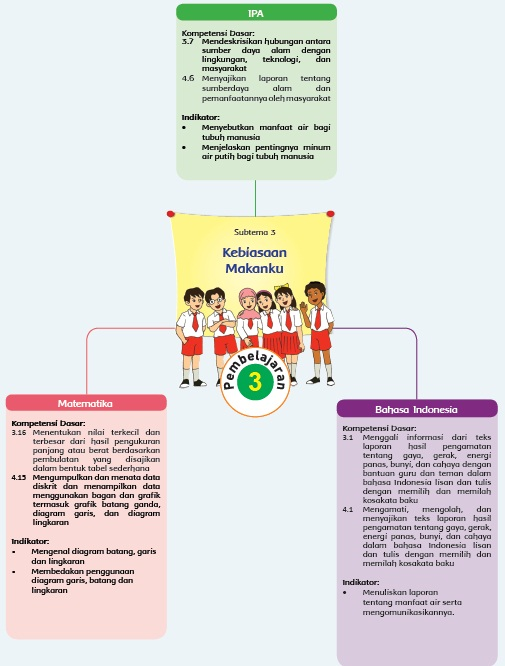 IPA
Kompetensi Dasar:
3.7 Mendeskrisikan hubungan antara
sumber daya alam dengan
lingkungan, teknologi, dan
masyarakat
4.6 Menyajikan laporan tentang
sumberdaya alam dan
pemanfaatannya oleh masyarakat
Indikator:
• Menyebutkan manfaat air bagi
tubuh manusia
• Menjelaskan pentingnya minum
air putih bagi tubuh manusia
Subtema 3
Kebiasaan
Makanku
Pembelajaran
3
Matematika
Kompetensi Dasar:
3.16 Menentukan nilai terkecil dan
terbesar dari hasil pengukuran
panjang atau berat berdasarkan
pembulatan yang disajikan
dalam bentuk tabel sederhana
4.15 Mengumpulkan dan menata data
diskrit dan menampilkan data
menggunakan bagan dan grafik
termasuk grafik batang ganda,
diagram garis, dan diagram
lingkaran
Indikator:
• Mengenal diagram batang, garis
dan lingkaran
• Membedakan penggunaan
diagram garis, batang dan
lingkaran
Bahasa Indonesia
Kompetensi Dasar:
3.1 Menggali informasi dari teks
laporan hasil pengamatan
tentang gaya, gerak, energi
panas, bunyi, dan cahaya dengan
bantuan guru dan teman dalam
bahasa Indonesia lisan dan tulis
dengan memilih dan memilah
kosakata baku
4.1 Mengamati, mengolah, dan
menyajikan teks laporan hasil
pengamatan tentang gaya, gerak,
energi panas, bunyi, dan cahaya
dalam bahasa Indonesia lisan
dan tulis dengan memilih dan
memilah kosakata baku
Indikator:
• Menuliskan laporan
tentang manfaat air serta
mengomunikasikannya.